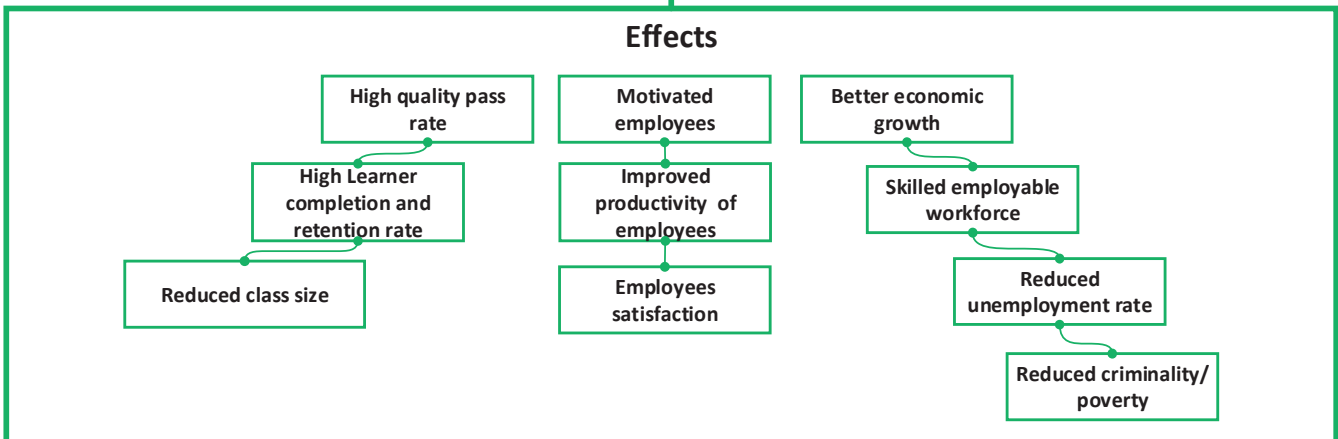 Effects
High quality pass
rate
Motivated
employees
Better economic
growth
High Learner
completion and
retention rate
Improved
productivity of
employees
Skilled employable
workforce
Reduced class size
Employees
satisfaction
Reduced
unemployment rate
Reduced criminality/
poverty